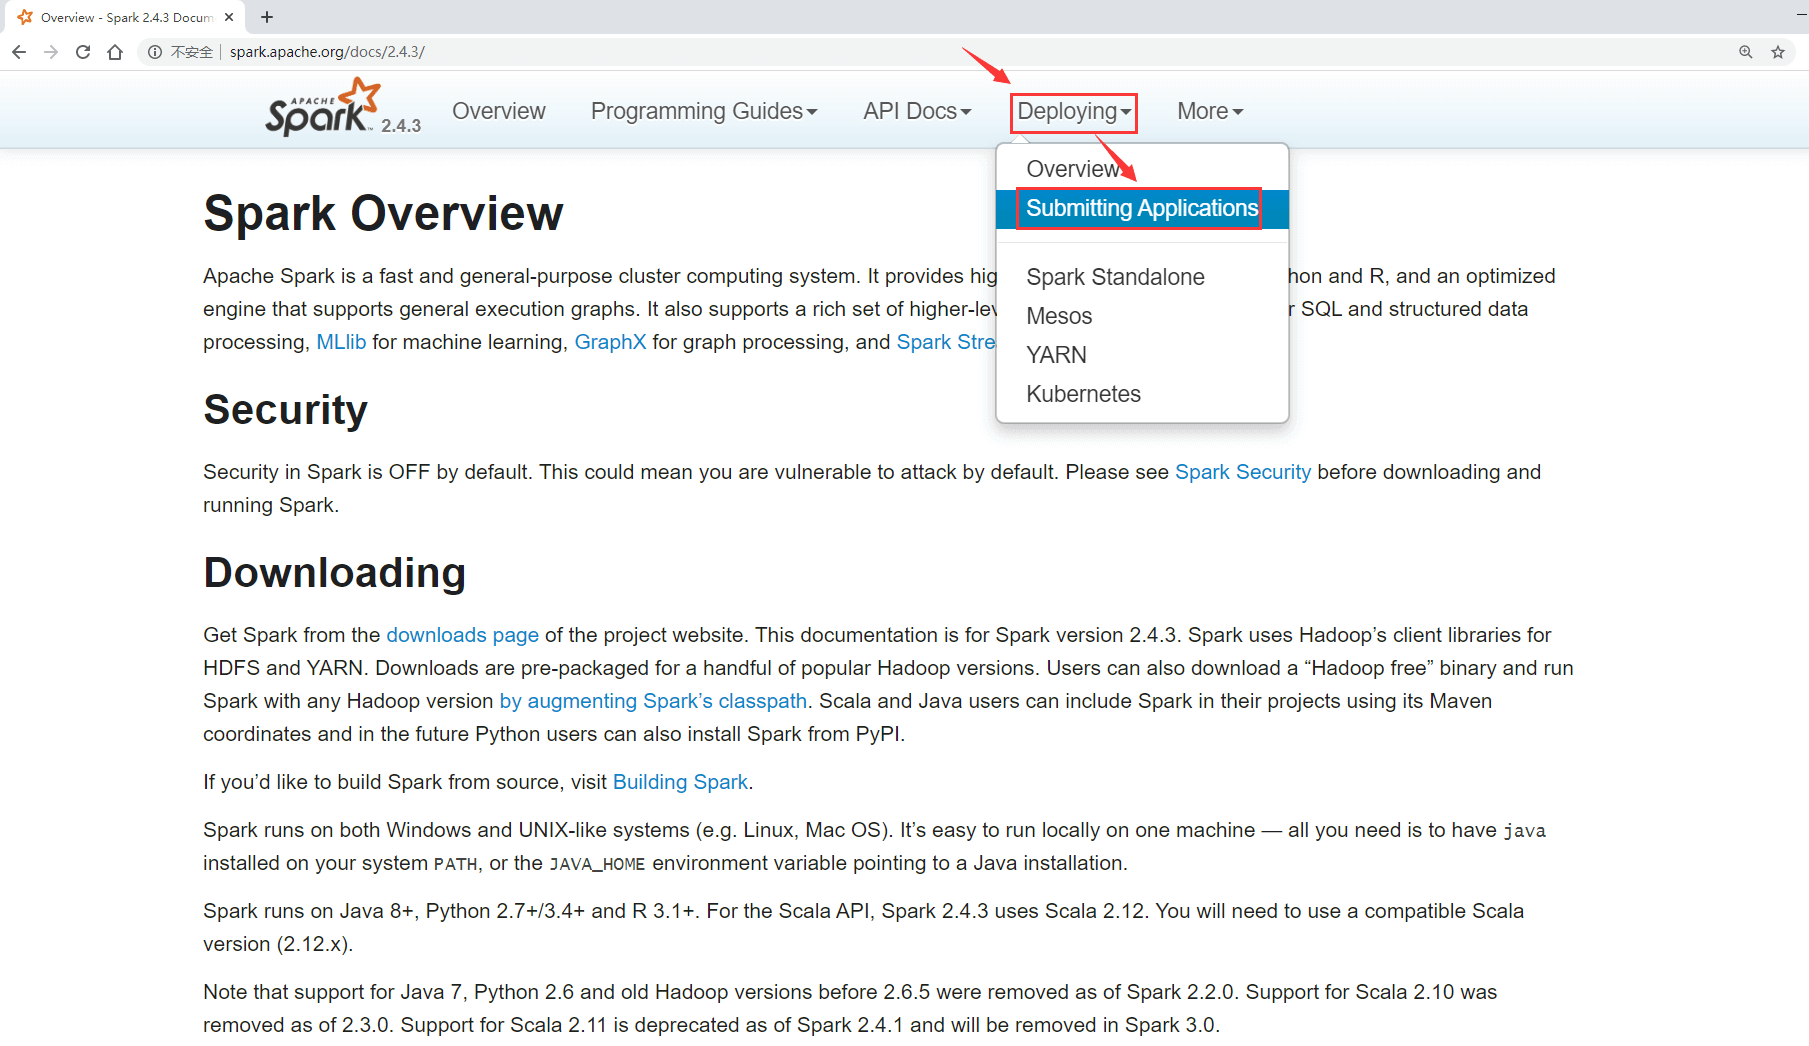 Overview - Spark 2.4.3 Docum
不安全 | spark.apache.org/docs/2.4.3/
APACHE Spark™ 2.4.3 Overview Programming Guides API Docs Deploying More
Overview
Submitting Applications
Spark Standalone
Mesos
YARN
Kubernetes
Spark Overview
Apache Spark is a fast and general-purpose cluster computing system. It provides hig hon and R, and an optimized
engine that supports general execution graphs. It also supports a rich set of higher-lev r SQL and structured data
processing, MLlib for machine learning, GraphX for graph processing, and Spark Stre
Security
Security in Spark is OFF by default. This could mean you are vulnerable to attack by default. Please see Spark Security before downloading and
running Spark.
Downloading
Get Spark from the downloads page of the project website. This documentation is for Spark version 2.4.3. Spark uses Hadoop’s client libraries for
HDFS and YARN. Downloads are pre-packaged for a handful of popular Hadoop versions. Users can also download a “Hadoop free” binary and run
Spark with any Hadoop version by augmenting Spark’s classpath. Scala and Java users can include Spark in their projects using its Maven
coordinates and in the future Python users can also install Spark from PyPI.
If you’d like to build Spark from source, visit Building Spark.
Spark runs on both Windows and UNIX-like systems (e.g. Linux, Mac OS). It’s easy to run locally on one machine — all you need is to have java
installed on your system PATH, or the JAVA_HOME environment variable pointing to a Java installation.
Spark runs on Java 8+, Python 2.7+/3.4+ and R 3.1+. For the Scala API, Spark 2.4.3 uses Scala 2.12. You will need to use a compatible Scala
version (2.12.x).
Note that support for Java 7, Python 2.6 and old Hadoop versions before 2.6.5 were removed as of Spark 2.2.0. Support for Scala 2.10 was
removed as of 2.3.0. Support for Scala 2.11 is deprecated as of Spark 2.4.1 and will be removed in Spark 3.0.